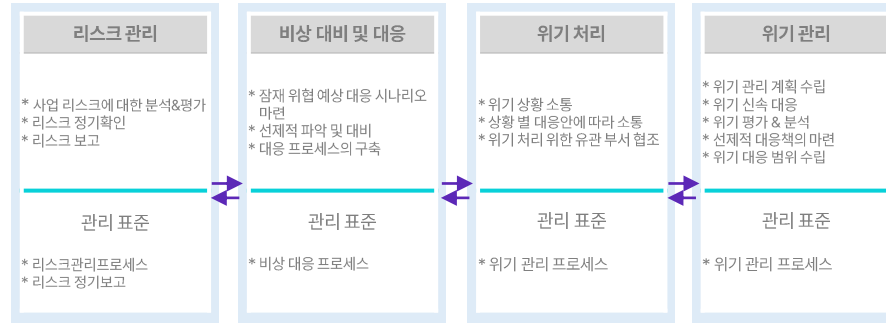 리스크 관리
* 사업 리스크에 대한 분석&평가
* 리스크 정기확인
* 리스크 보고
관리 표준
* 리스크관리프로세스
* 리스크 정기보고
비상 대비 및 대응
* 잠재 위협 예상 대응 시나리오
마련
* 선제적 파악 및 대비
* 대응 프로세스의 구축
관리 표준
* 비상 대응 프로세스
위기 처리
* 위기 상황 소통
* 상황 별 대응안에 따라 소통
* 위기 처리 위한 유관 부서 협조
관리 표준
* 위기 관리 프로세스
위기 관리
* 위기 관리 계획 수립
* 위기 신속 대응
* 위기 평가 & 분석
* 선제적 대응책의 마련
* 위기 대응 범위 수립
관리 표준
* 위기 관리 프로세스